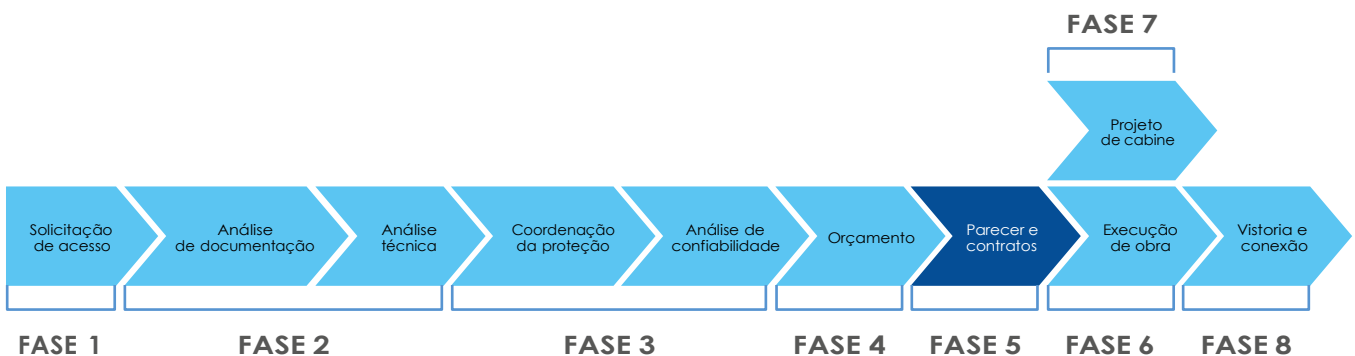 FASE 7
Projeto
de cabine
Solicitação
de acesso
Análise
de documentação
Análise
técnica
Coordenação
da proteção
Análise de
confiabilidade
Orçamento
Parecer e
contratos
Execução
de obra
Vistoria e
conexão
FASE 1
FASE 2
FASE 3
FASE 4
FASE 5
FASE 6
FASE 8